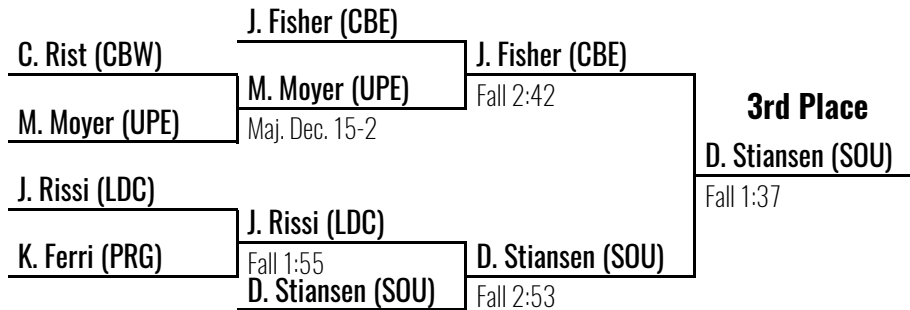 J. Fisher (CBE)
C. Rist (CBW)
J. Fisher (CBE)
M. Moyer (UPE)
Fall 2:42
3rd Place
M. Moyer (UPE)
Maj. Dec. 15-2
D. Stiansen (SOU)
J. Rissi (LDC)
Fall 1:37
J. Rissi (LDC)
K. Ferri (PRG)
Fall 1:55
D. Stiansen (SOU)
D. Stiansen (SOU)
Fall 2:53